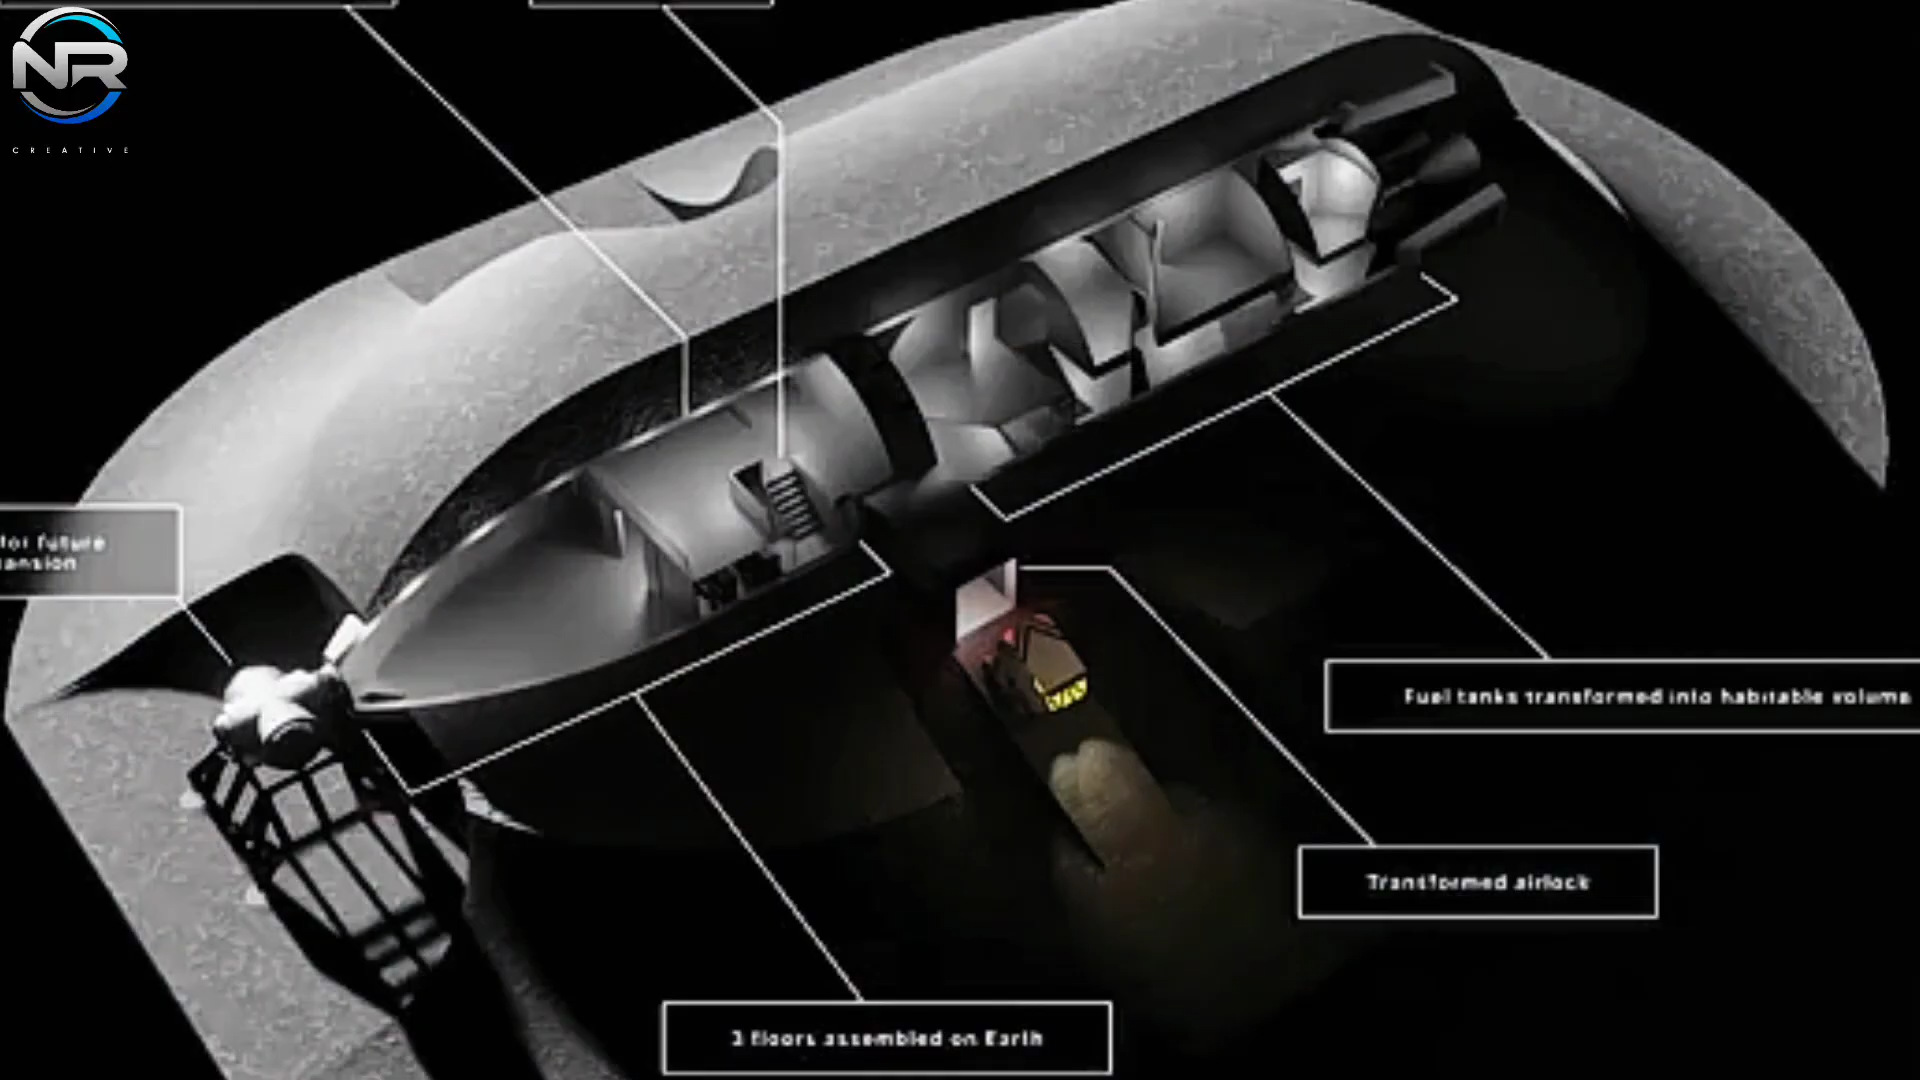 NR
CREATIVE
for future
ansion
Fuel tanks transformed into habitable volume
Transformed airlock
3 floors assembled on Earth